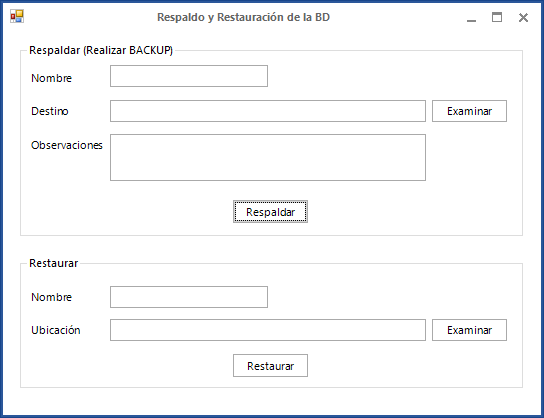 Respaldo y Restauración de la BD
Respaldar (Realizar BACKUP)
Nombre
Destino Examinar
Observaciones
Respaldar
Restaurar
Nombre
Ubicación Examinar
Restaurar